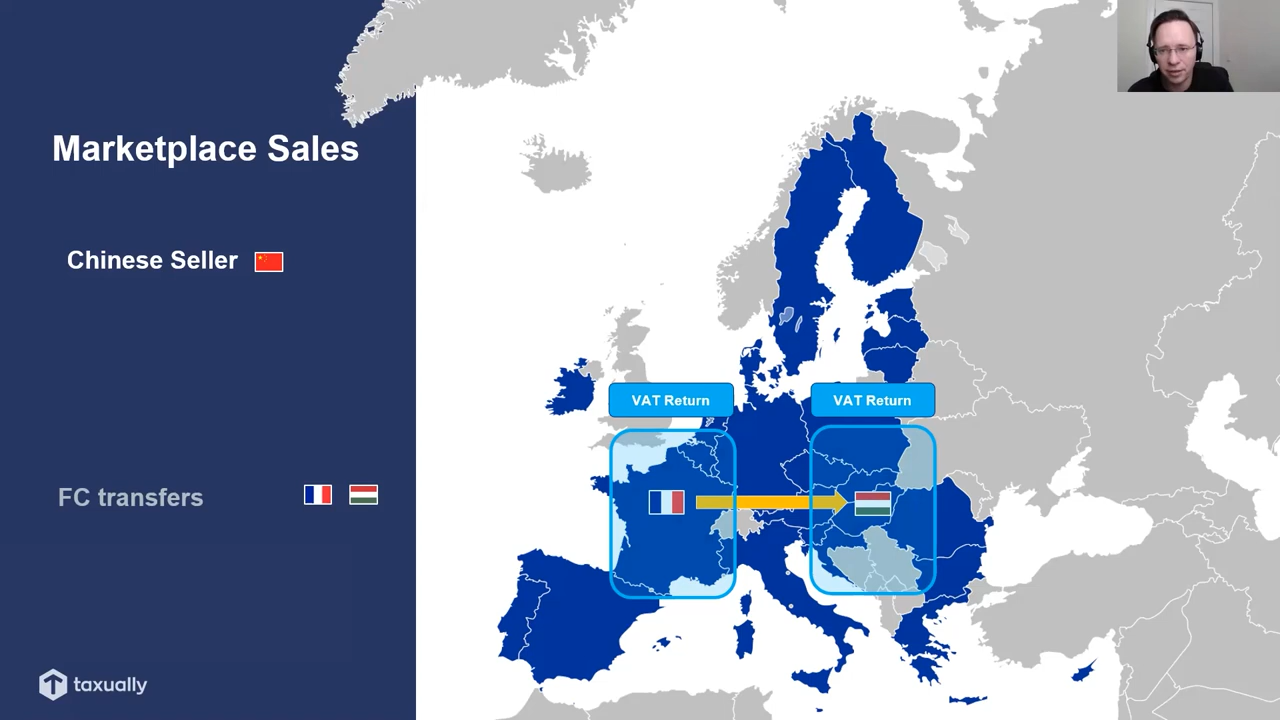 Marketplace Sales
Chinese Seller
FC transfers
VAT Return
VAT Return
taxually